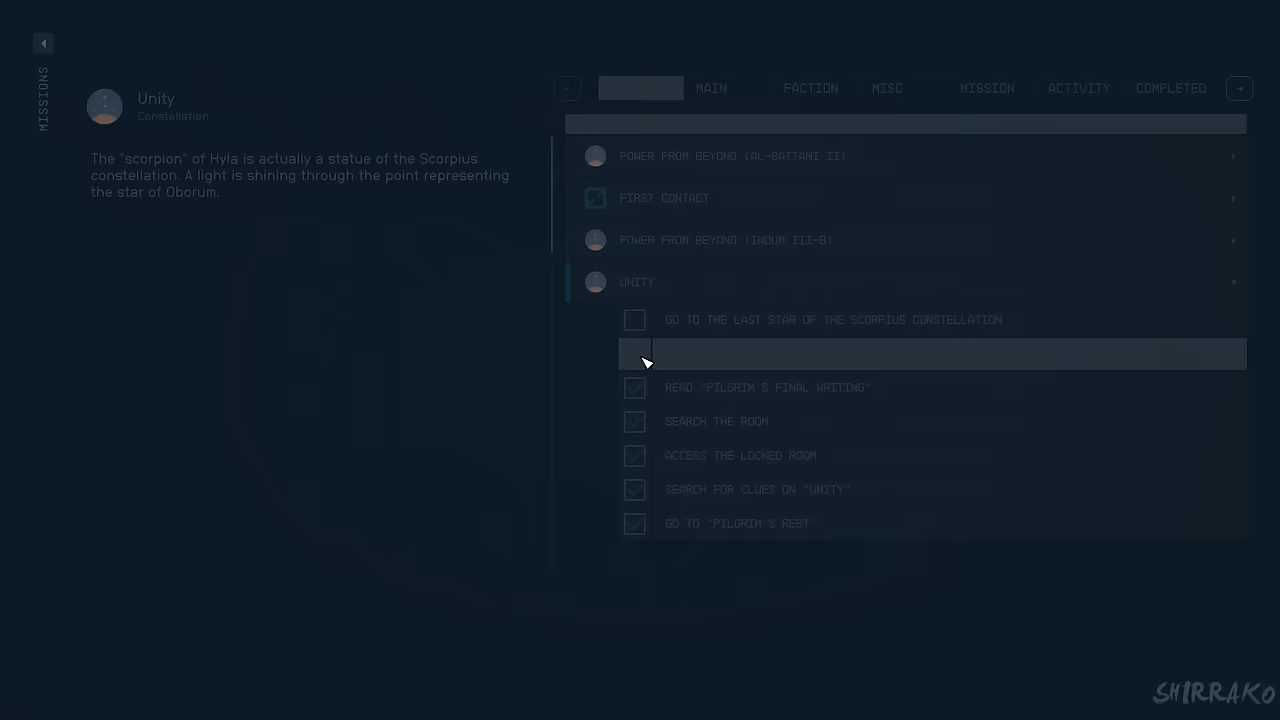 MISSIONS
Unity
Constellation
The "scorpion" of Hyla is actually a statue of the Scorpius
constellation. A light is shining through the point representing
the star of Oborum.
MAIN FACTION MISC MISSION ACTIVITY COMPLETED
POWER FROM BEYOND (AL-BATTANI II)
FIRST CONTACT
POWER FROM BEYOND (INDUM III-B)
UNITY
GO TO THE LAST STAR OF THE SCORPIUS CONSTELLATION
READ "PILGRIM'S FINAL WRITING"
SEARCH THE ROOM
ACCESS THE LOCKED ROOM
SEARCH FOR CLUES ON "UNITY"
GO TO "PILGRIM'S REST"
SHIRRAKO